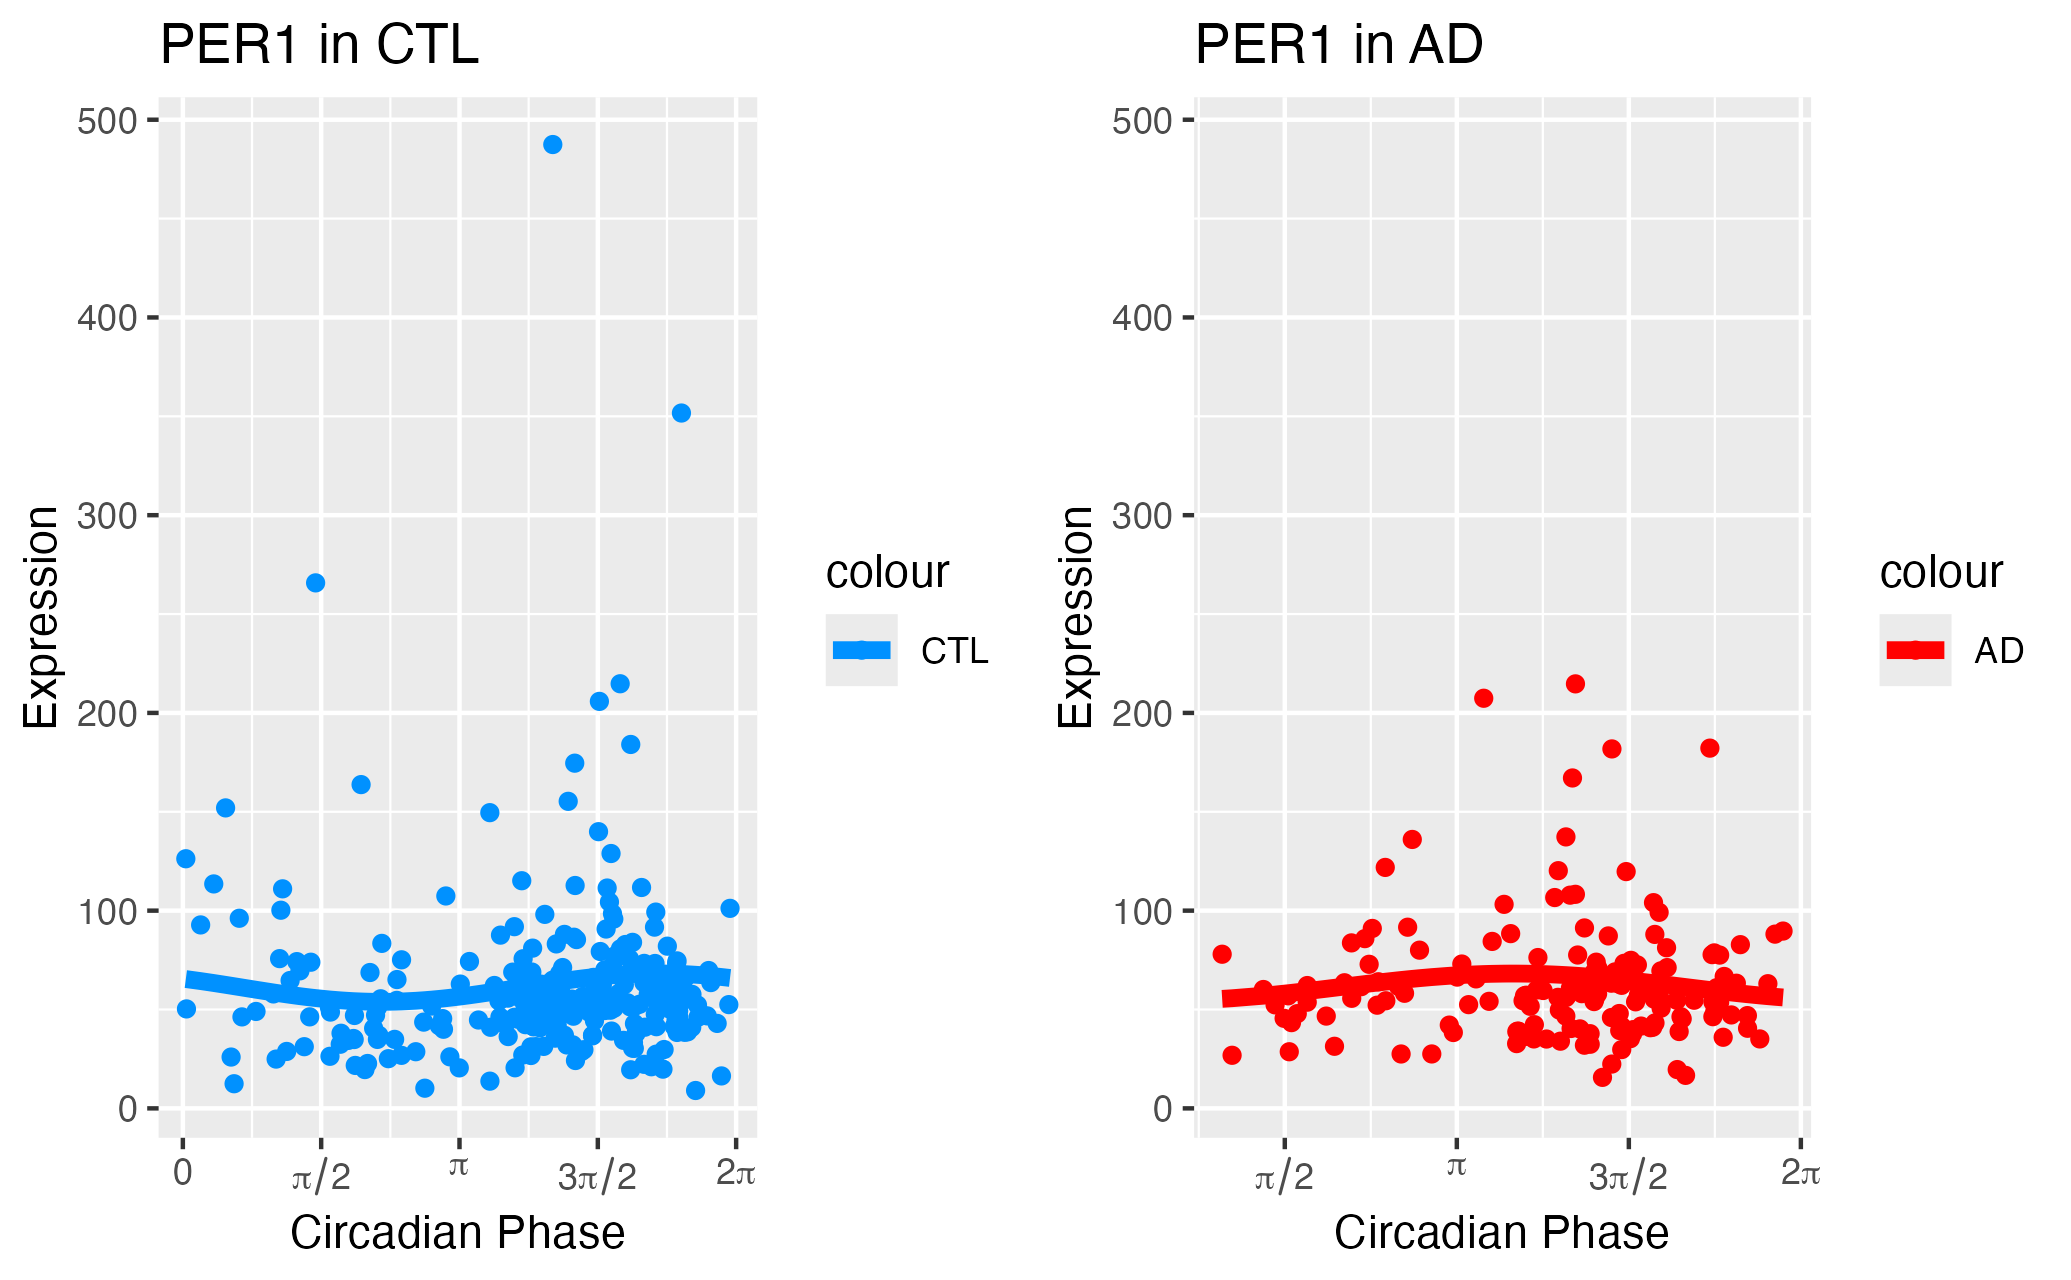 PER1 in CTL
500
400
300
200
100
0
Expression
0 π/2 π 3π/2 2π
Circadian Phase
colour
CTL
PER1 in AD
500
400
300
200
100
0
Expression
π/2 π 3π/2 2π
Circadian Phase
colour
AD